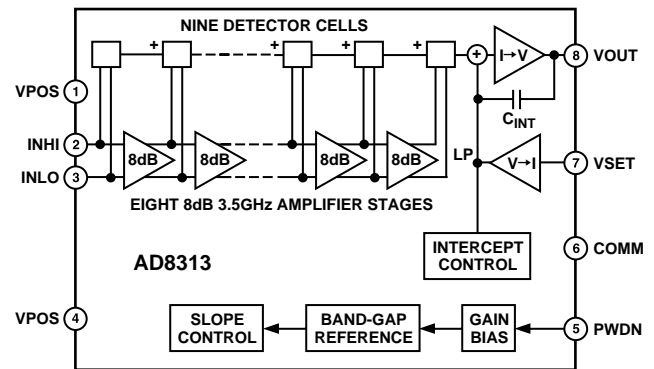 NINE DETECTOR CELLS
+ + + + +
I→V
8 VOUT
VPOS 1
C_INT
INHI 2
8dB 8dB 8dB 8dB
LP
V→I
7 VSET
INLO 3
EIGHT 8dB 3.5GHz AMPLIFIER STAGES
INTERCEPT
CONTROL
6 COMM
AD8313
VPOS 4
SLOPE
CONTROL
BAND-GAP
REFERENCE
GAIN
BIAS
5 PWDN